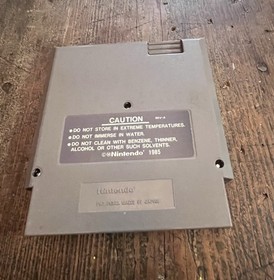 CAUTION
● DO NOT STORE IN EXTREME TEMPERATURES.
● DO NOT IMMERSE IN WATER.
● DO NOT CLEAN WITH BENZENE, THINNER,
ALCOHOL OR OTHER SUCH SOLVENTS.
©®Nintendo® 1985
Nintendo®
MADE IN JAPAN